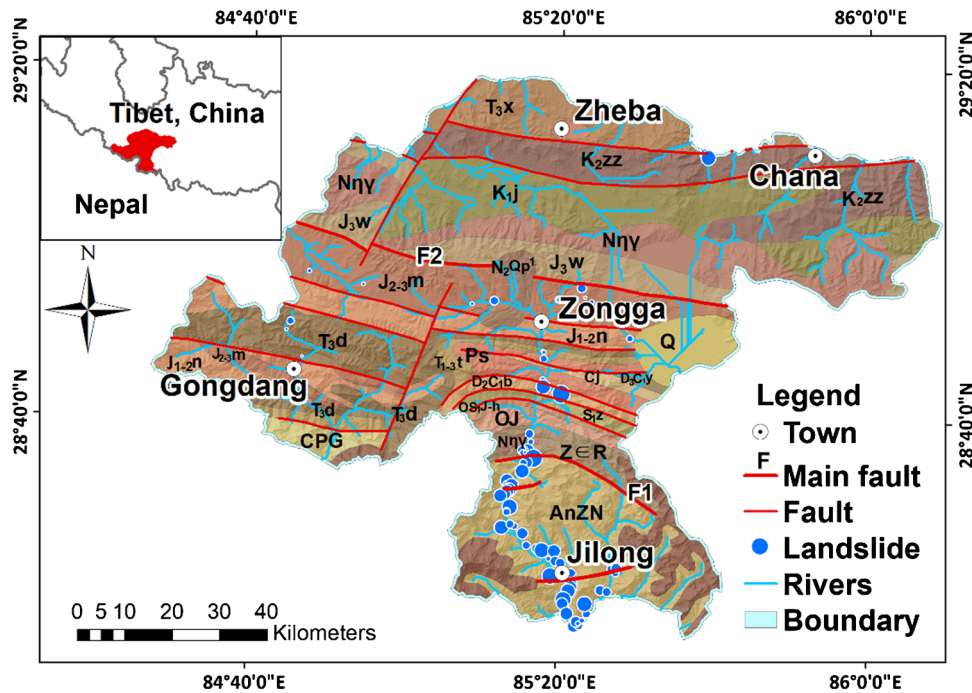 84°40'0"E 85°20'0"E 86°0'0"E
29°20'0"N
29°20'0"N
28°40'0"N
28°40'0"N
Tibet, China
Nepal
N
T₃x
Zheba
K₂zz
Chana
K₂zz
Nηγ
K₁j
J₃w
Nηγ
F2
N₂Qp¹
J₃w
J₂₋₃m
Zongga
T₃d
J₁₋₂n
Q
J₁₋₂n
J₂₋₃m
T₁₋₃t
Ps
Gongdang
D₂C₁b
Cj
D₃C₁y
T₃d
T₃d
OS₁J-h
S₁z
CPG
OJ
Nηγ
Z∈R
F1
AnZN
Jilong
Legend
Town
F
Main fault
Fault
Landslide
Rivers
Boundary
0 5 10 20 30 40
Kilometers
84°40'0"E 85°20'0"E 86°0'0"E